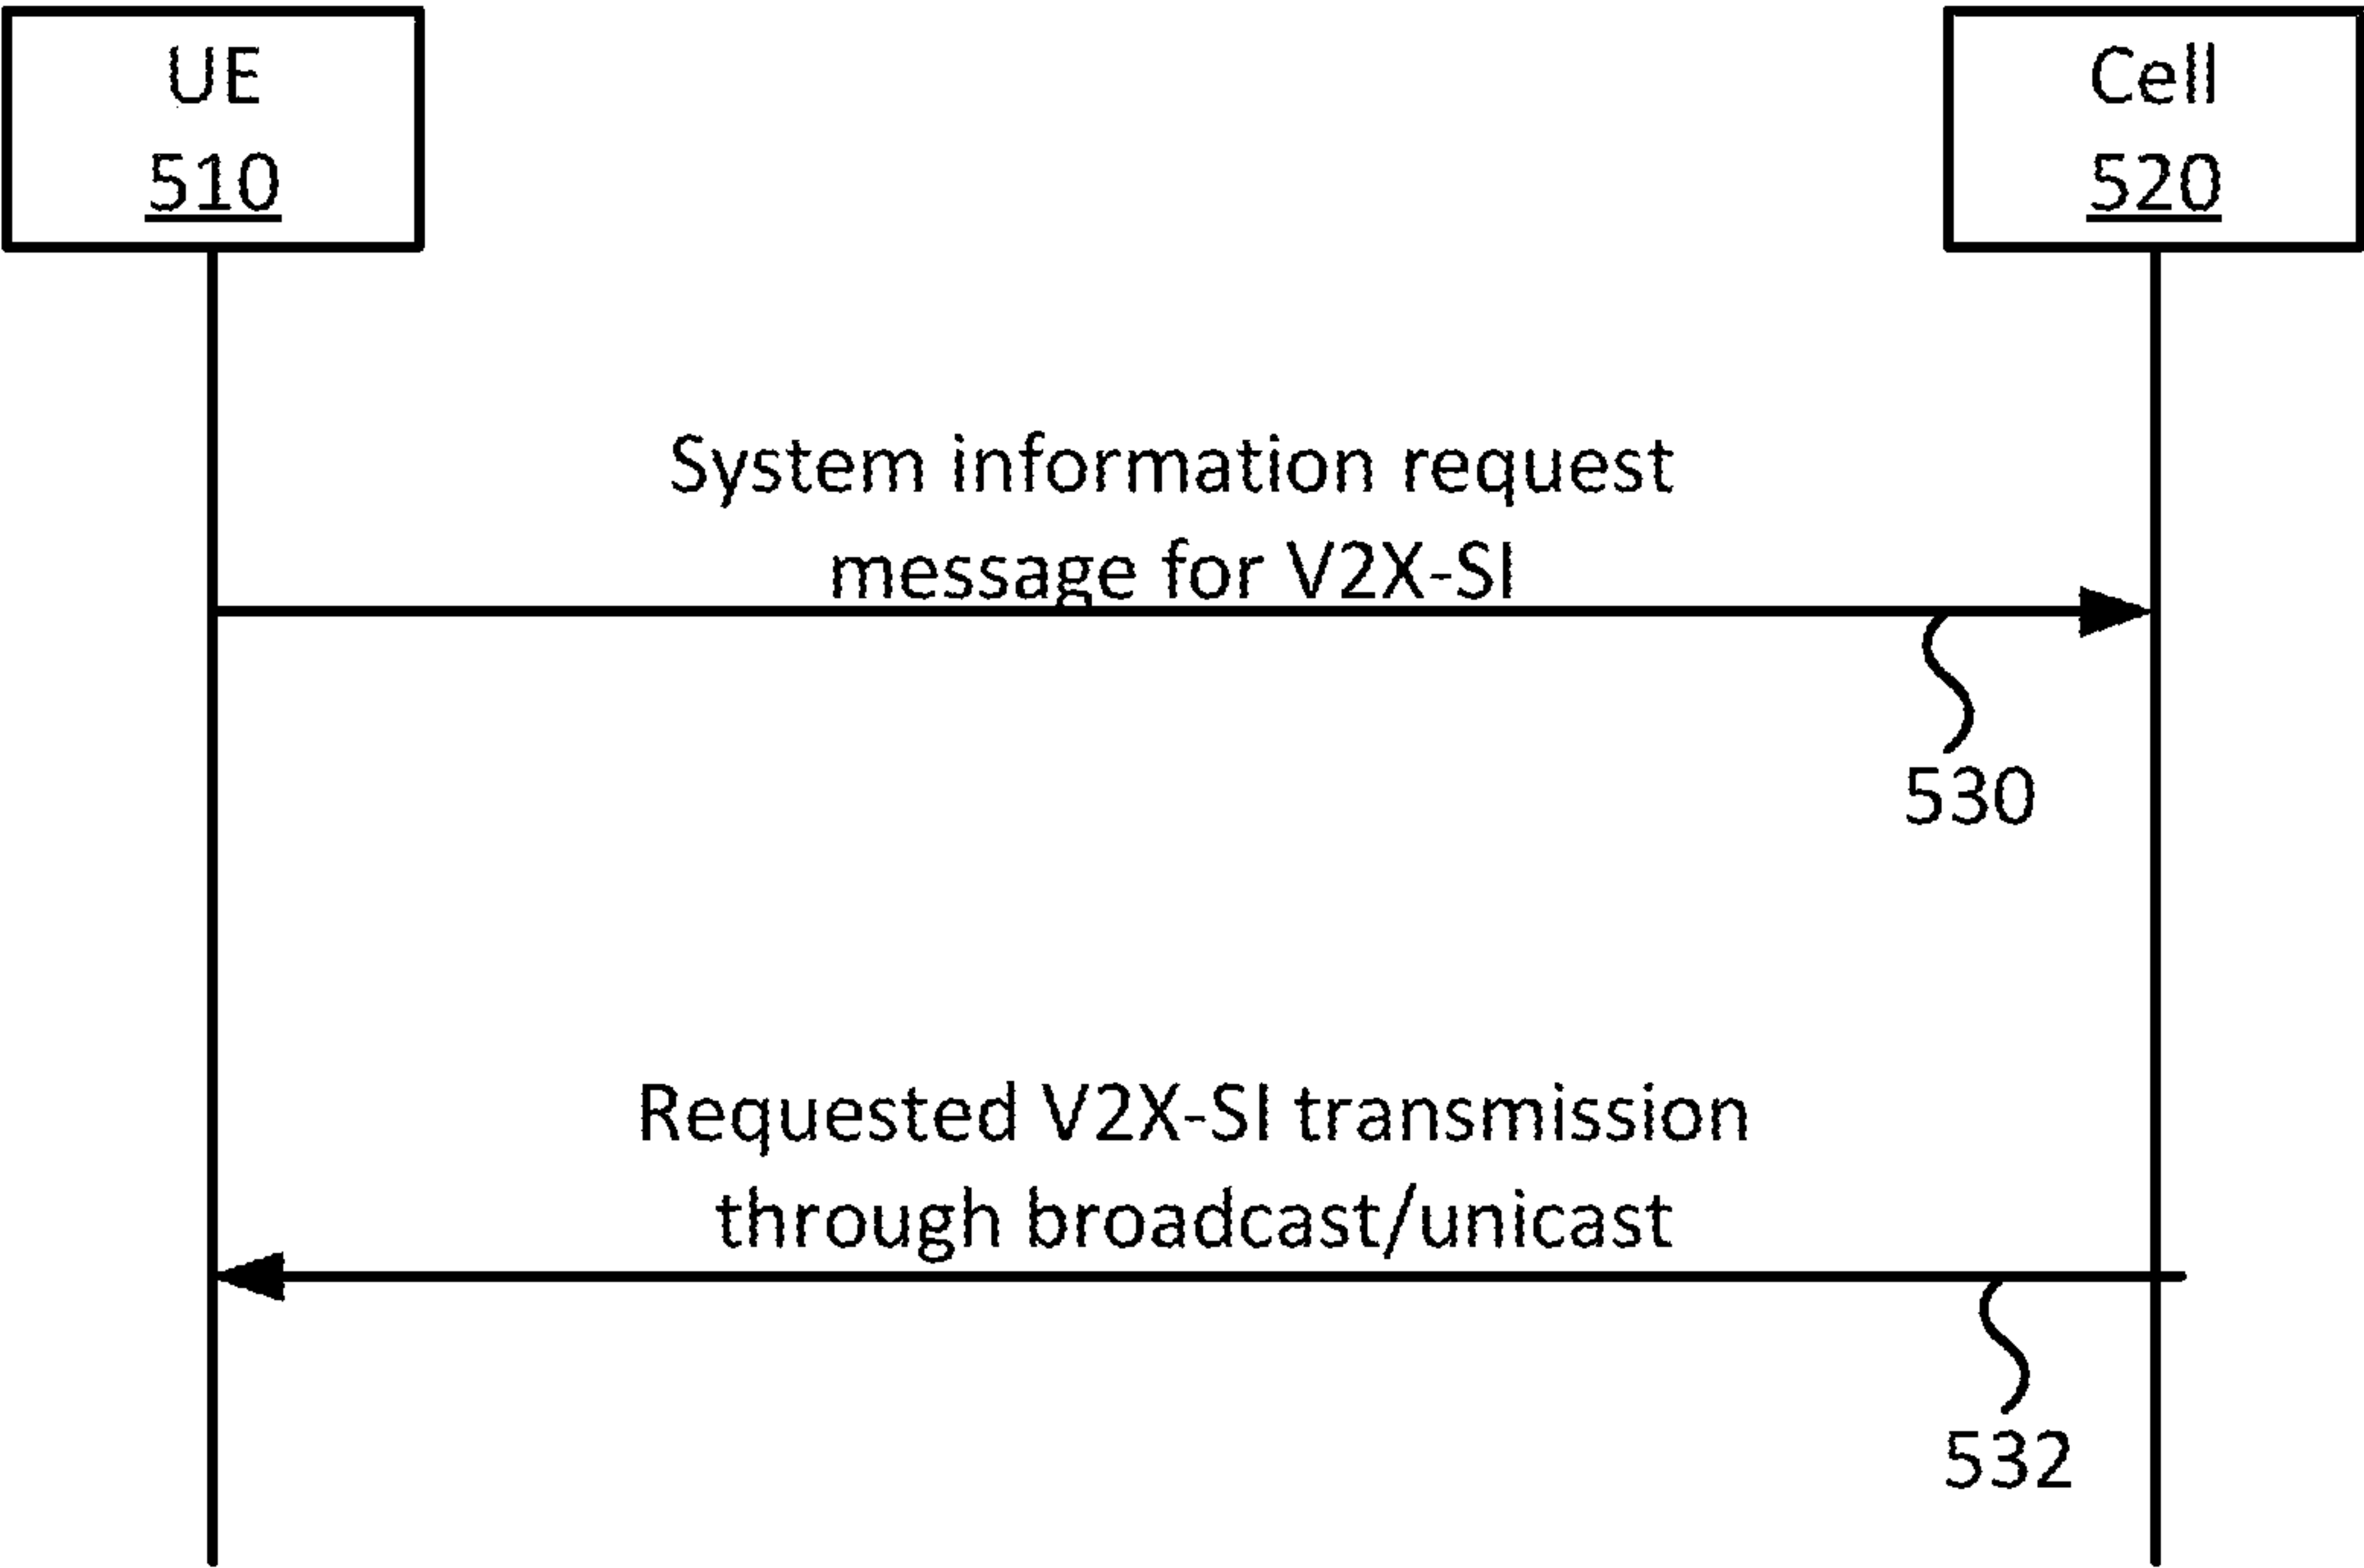 UE
510
Cell
520
System information request
message for V2X-SI
530
Requested V2X-SI transmission
through broadcast/unicast
532